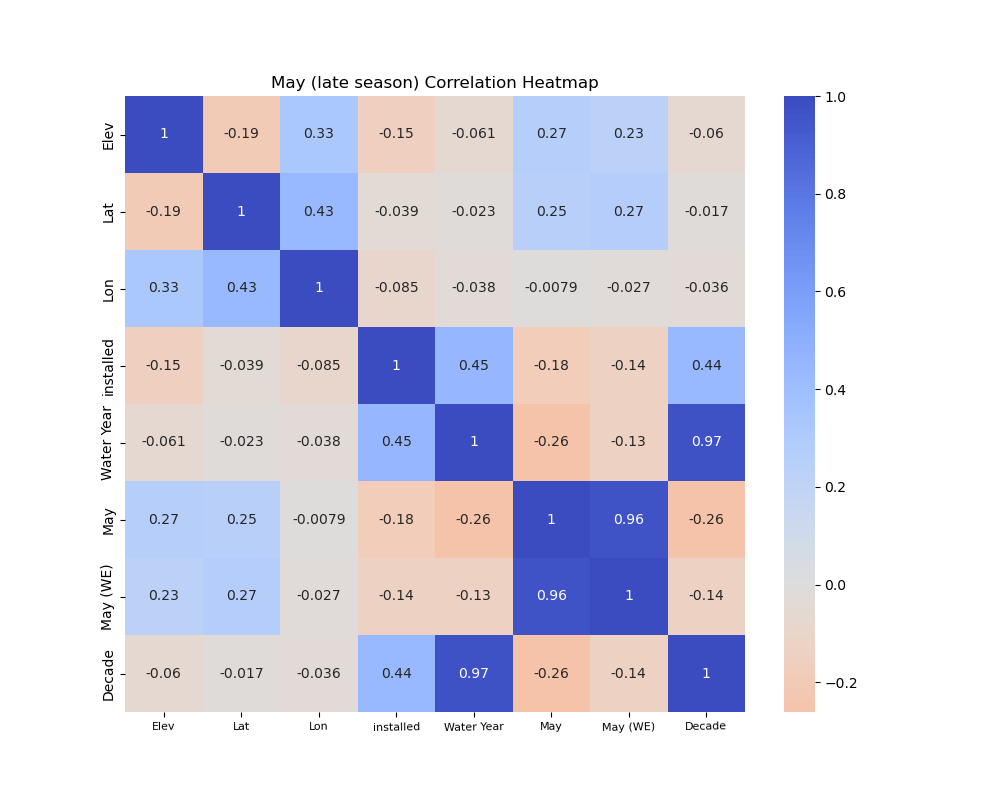 May (late season) Correlation Heatmap
Elev 1 -0.19 0.33 -0.15 -0.061 0.27 0.23 -0.06
Lat -0.19 1 0.43 -0.039 -0.023 0.25 0.27 -0.017
Lon 0.33 0.43 1 -0.085 -0.038 -0.0079 -0.027 -0.036
installed -0.15 -0.039 -0.085 1 0.45 -0.18 -0.14 0.44
Water Year -0.061 -0.023 -0.038 0.45 1 -0.26 -0.13 0.97
May 0.27 0.25 -0.0079 -0.18 -0.26 1 0.96 -0.26
May (WE) 0.23 0.27 -0.027 -0.14 -0.13 0.96 1 -0.14
Decade -0.06 -0.017 -0.036 0.44 0.97 -0.26 -0.14 1
Elev Lat Lon installed Water Year May May (WE) Decade
1.0
0.8
0.6
0.4
0.2
0.0
−0.2